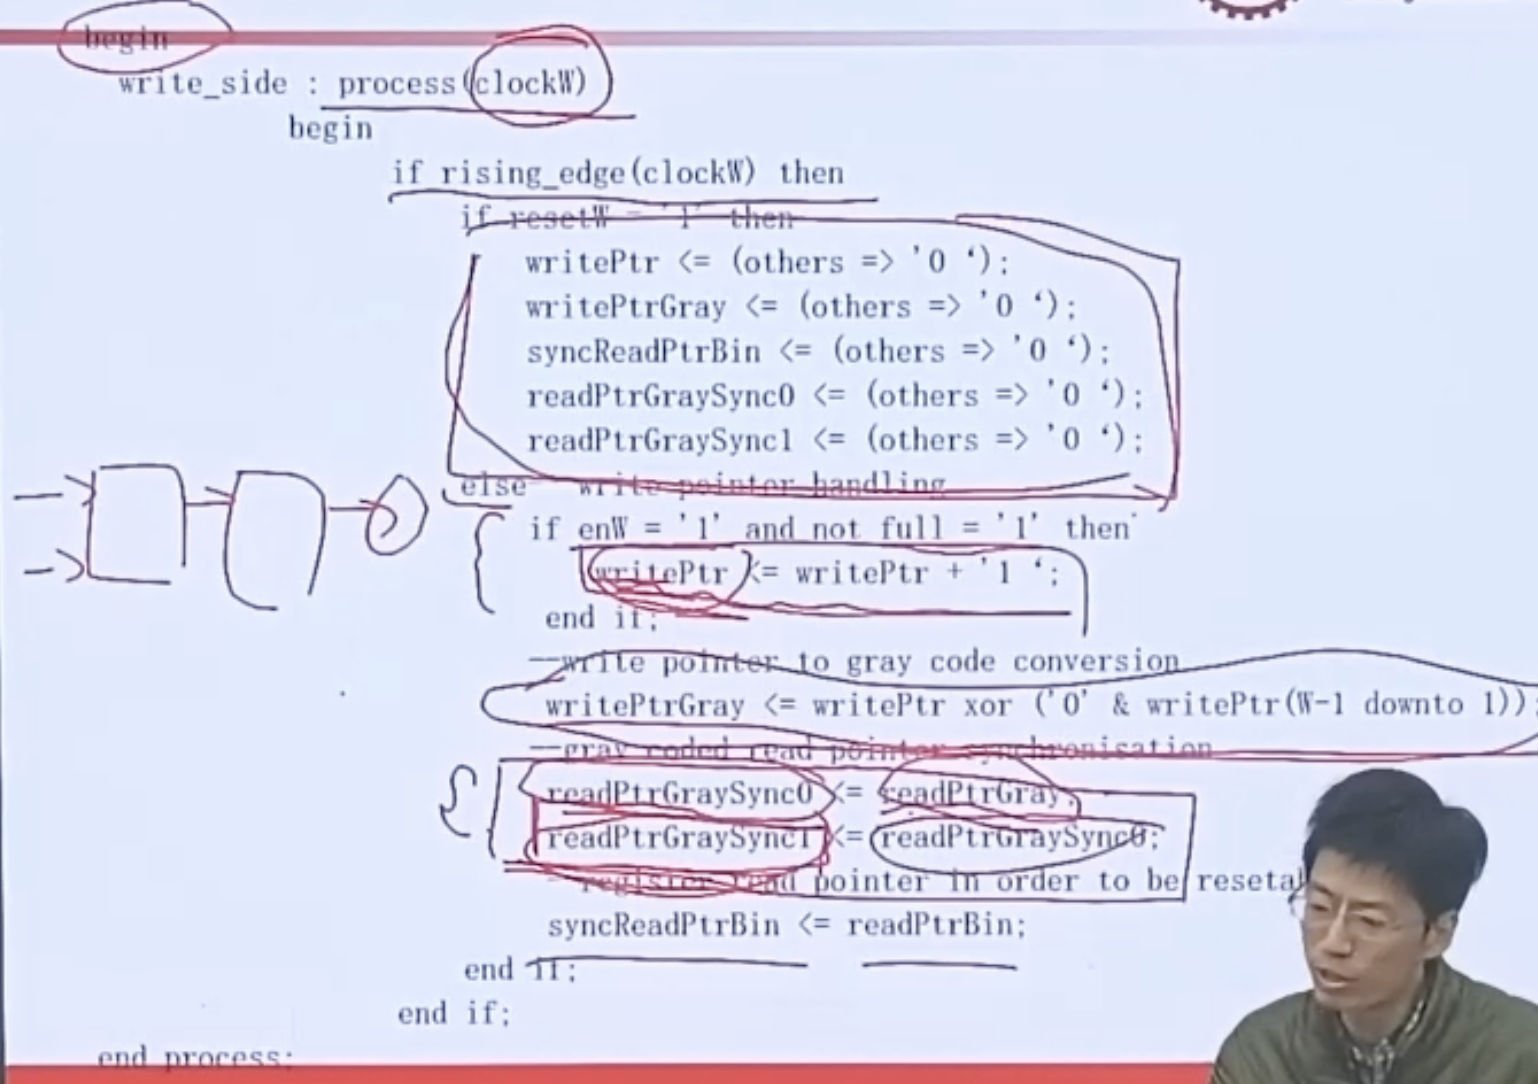 begin
write_side : process(clockW)
begin
if rising_edge(clockW) then
if resetW = '1' then
writePtr <= (others => '0 ‘);
writePtrGray <= (others => '0 ‘);
syncReadPtrBin <= (others => '0 ‘);
readPtrGraySync0 <= (others => '0 ‘);
readPtrGraySync1 <= (others => '0 ‘);
else write pointer handling
if enW = '1' and not full = '1' then
writePtr <= writePtr + '1 ‘;
end if;
--write pointer to gray code conversion
writePtrGray <= writePtr xor ('0' & writePtr(W-1 downto 1));
--gray coded read pointer synchronisation
readPtrGraySync0 <= readPtrGray;
readPtrGraySync1 <= readPtrGraySync0;
--register read pointer in order to be
syncReadPtrBin <= readPtrBin;
end if;
end if;
end process;